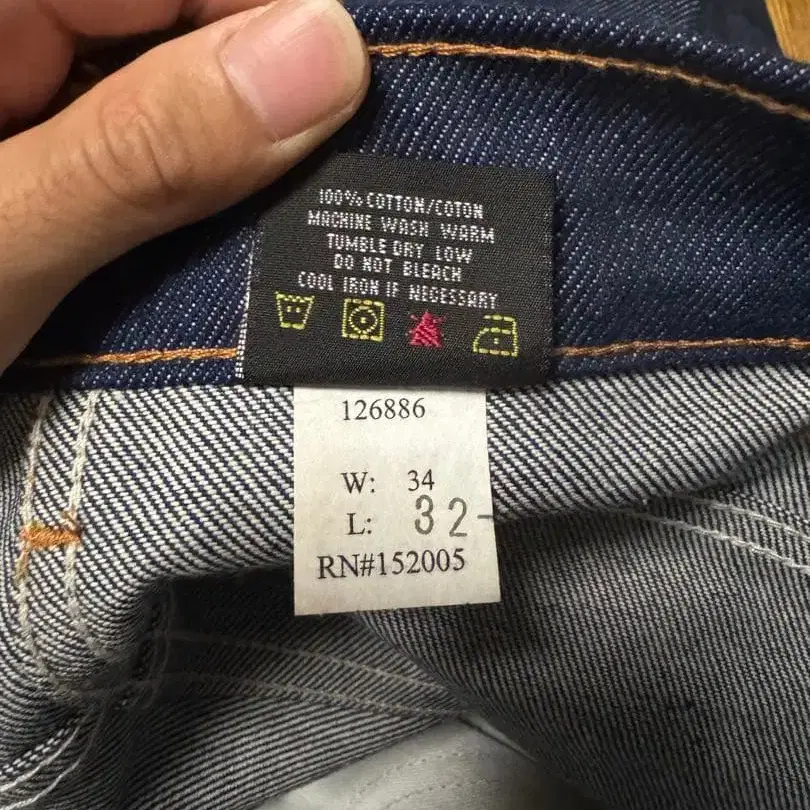 100% COTTON/COTON
MACHINE WASH WARM
TUMBLE DRY LOW
DO NOT BLEACH
COOL IRON IF NECESSARY
126886
W: 34
L: 32
RN#152005